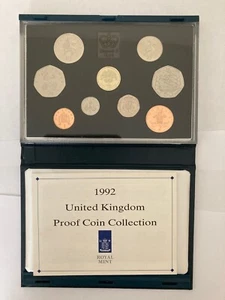 1992
United Kingdom
Proof Coin Collection
ROYAL
MINT